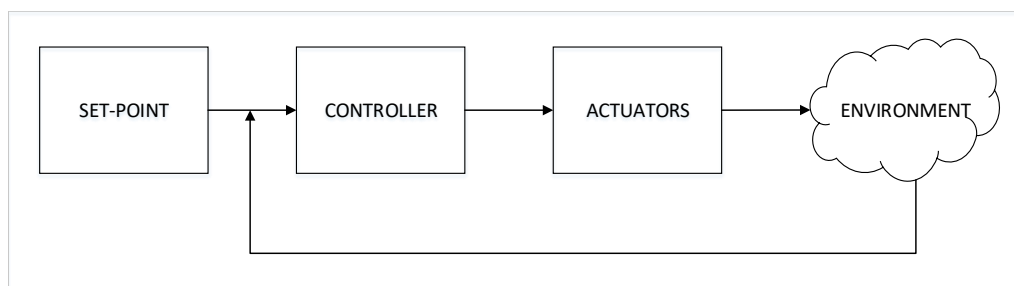 SET-POINT
CONTROLLER
ACTUATORS
ENVIRONMENT